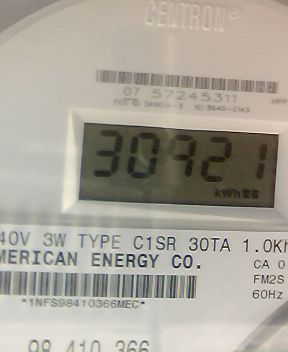 CENTRON®
07 57245311
30921
kWh
40V 3W TYPE C1SR 30TA 1.0Kh
MERICAN ENERGY CO.
CA 0
FM2S
60Hz
*1NFS98410366MEC*
98 410 366